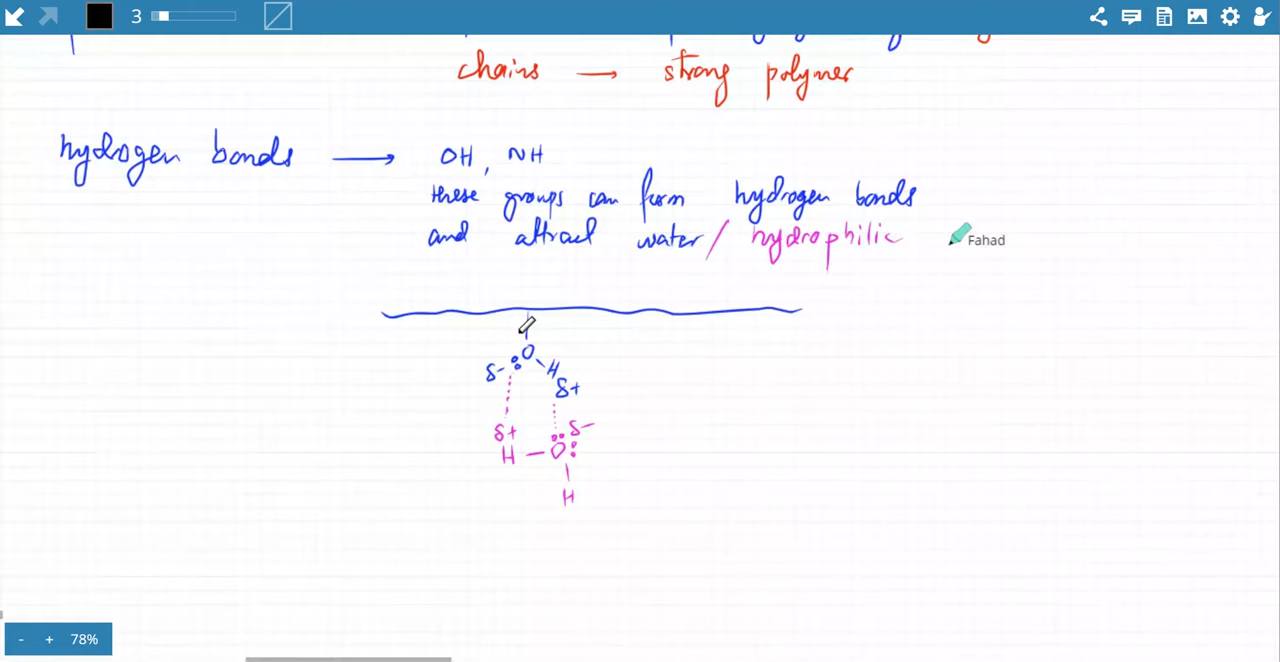 3
chains → strong polymer
hydrogen bonds → OH, NH
these groups can form hydrogen bonds
and attract water / hydrophilic
Fahad
O
δ- H
δ+
δ+ δ-
H — O
H
- + 78%